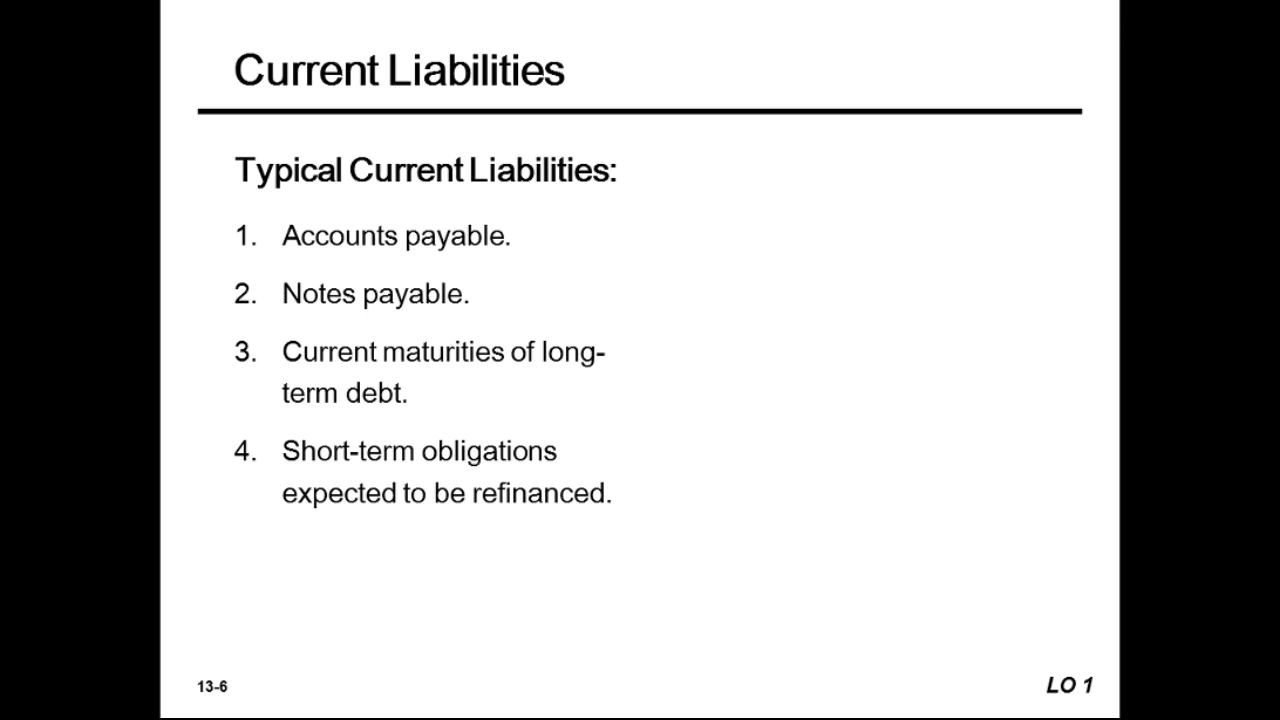 Current Liabilities
Typical Current Liabilities:
1. Accounts payable.
2. Notes payable.
3. Current maturities of long-
term debt.
4. Short-term obligations
expected to be refinanced.
13-6
LO 1